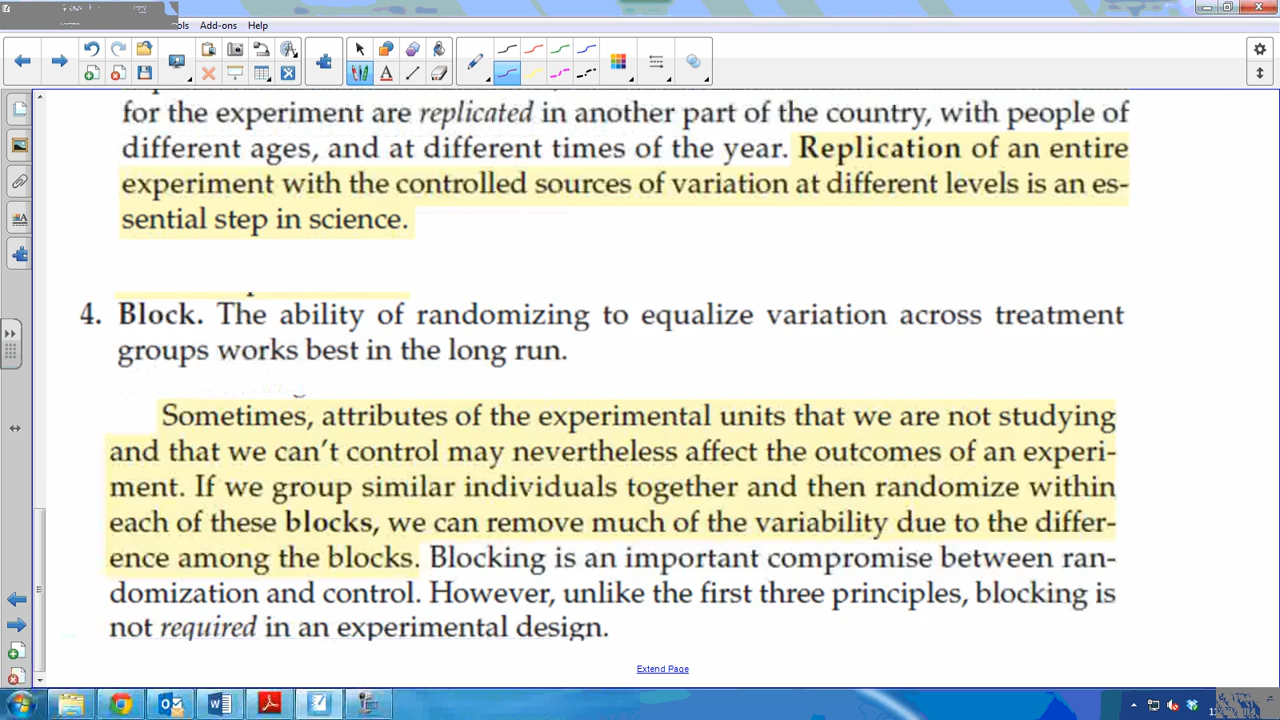 Add-ons Help
for the experiment are replicated in another part of the country, with people of
different ages, and at different times of the year. Replication of an entire
experiment with the controlled sources of variation at different levels is an es-
sential step in science.
4. Block. The ability of randomizing to equalize variation across treatment
groups works best in the long run.
Sometimes, attributes of the experimental units that we are not studying
and that we can’t control may nevertheless affect the outcomes of an experi-
ment. If we group similar individuals together and then randomize within
each of these blocks, we can remove much of the variability due to the differ-
ence among the blocks. Blocking is an important compromise between ran-
domization and control. However, unlike the first three principles, blocking is
not required in an experimental design.
Extend Page